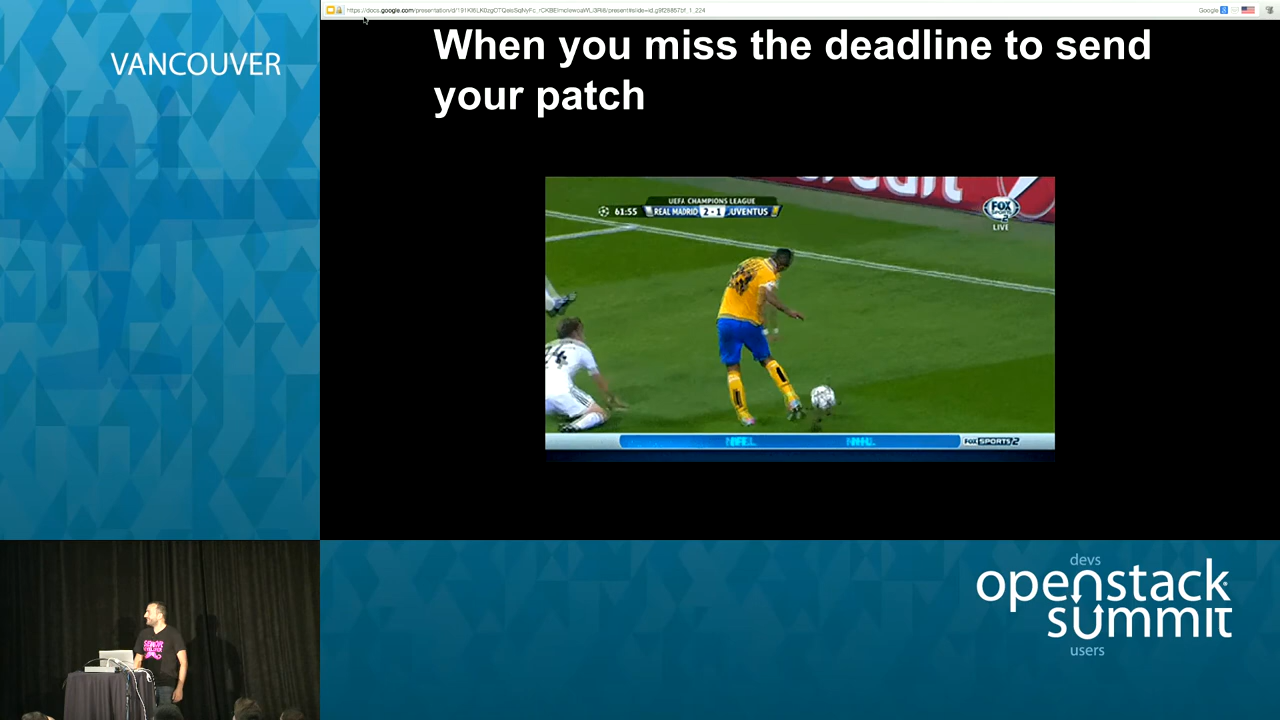 VANCOUVER
Google
When you miss the deadline to send
your patch
UEFA CHAMPIONS LEAGUE
61:55 REAL MADRID 2-1 JUVENTUS
FOX
LIVE
FOX SPORTS 2
devs
openstack
summit
users